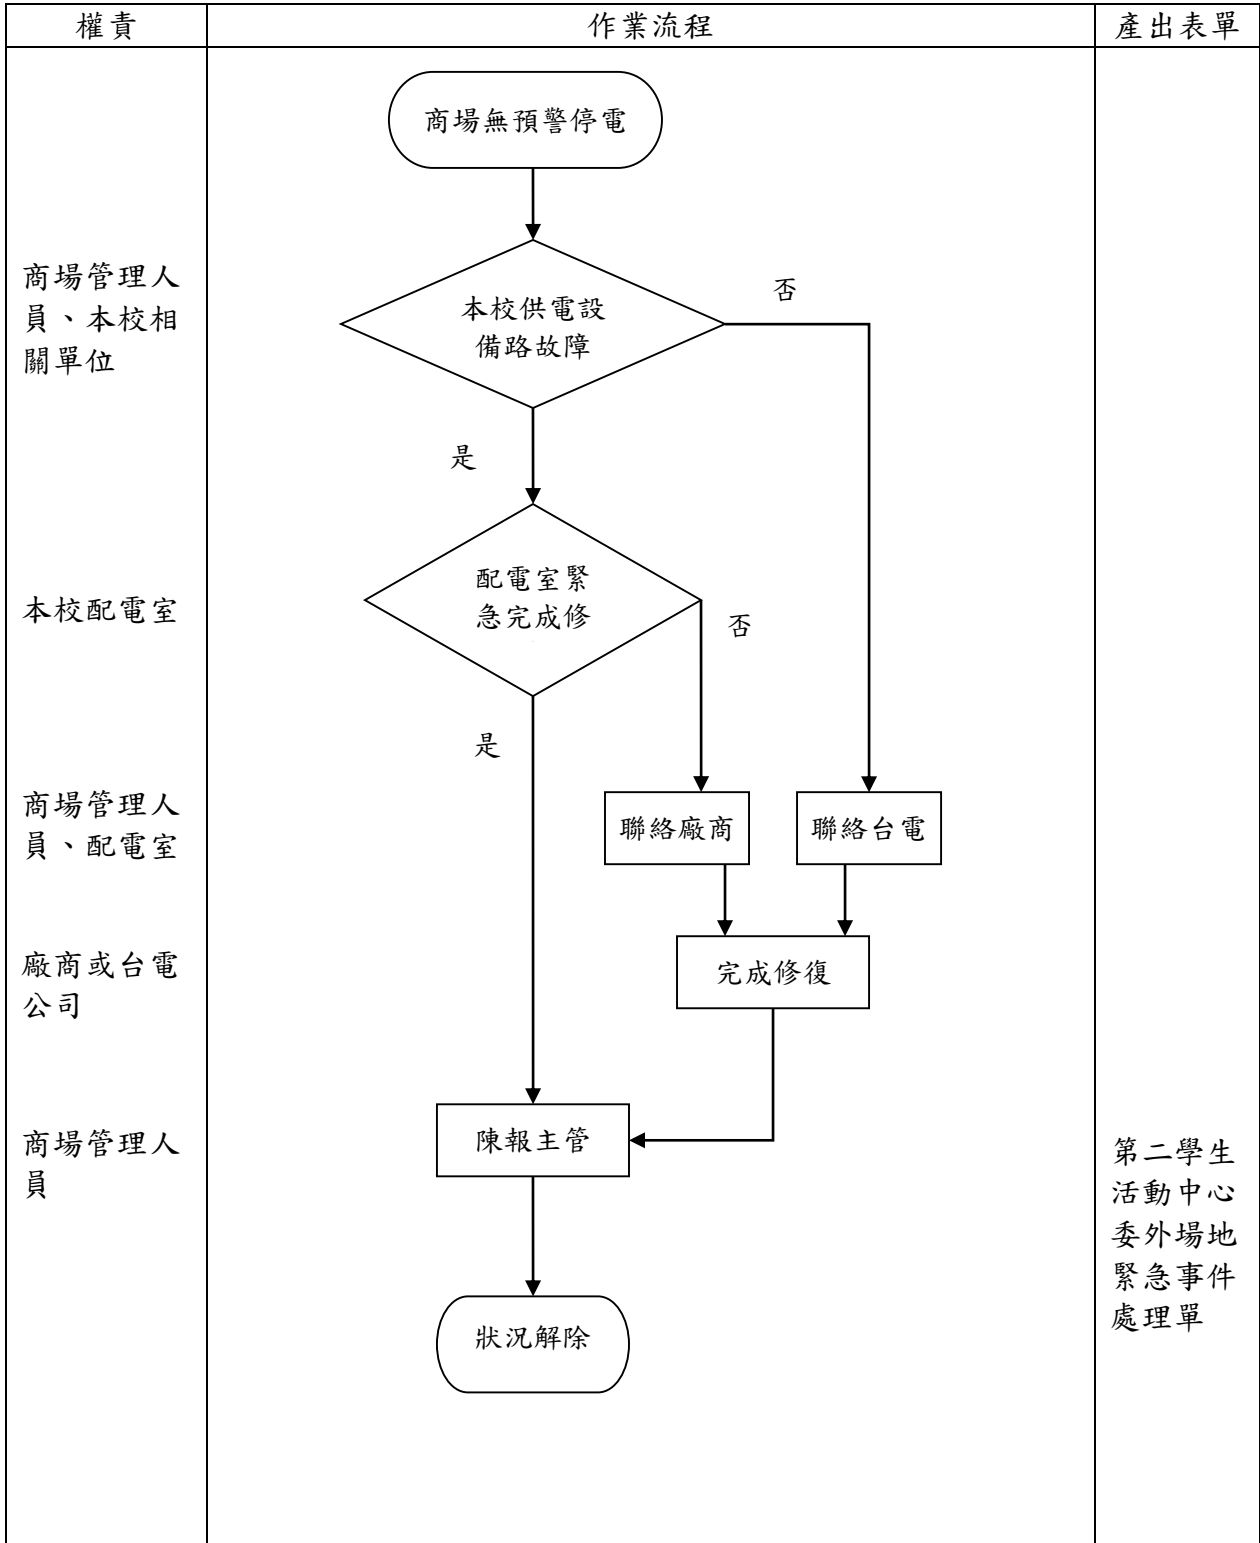 權責
作業流程
產出表單
商場無預警停電
商場管理人
員、本校相
關單位
本校供電設
備路故障
否
是
本校配電室
配電室緊
急完成修
否
是
商場管理人
員、配電室
聯絡廠商
聯絡台電
廠商或台電
公司
完成修復
商場管理人
員
陳報主管
第二學生
活動中心
委外場地
緊急事件
處理單
狀況解除